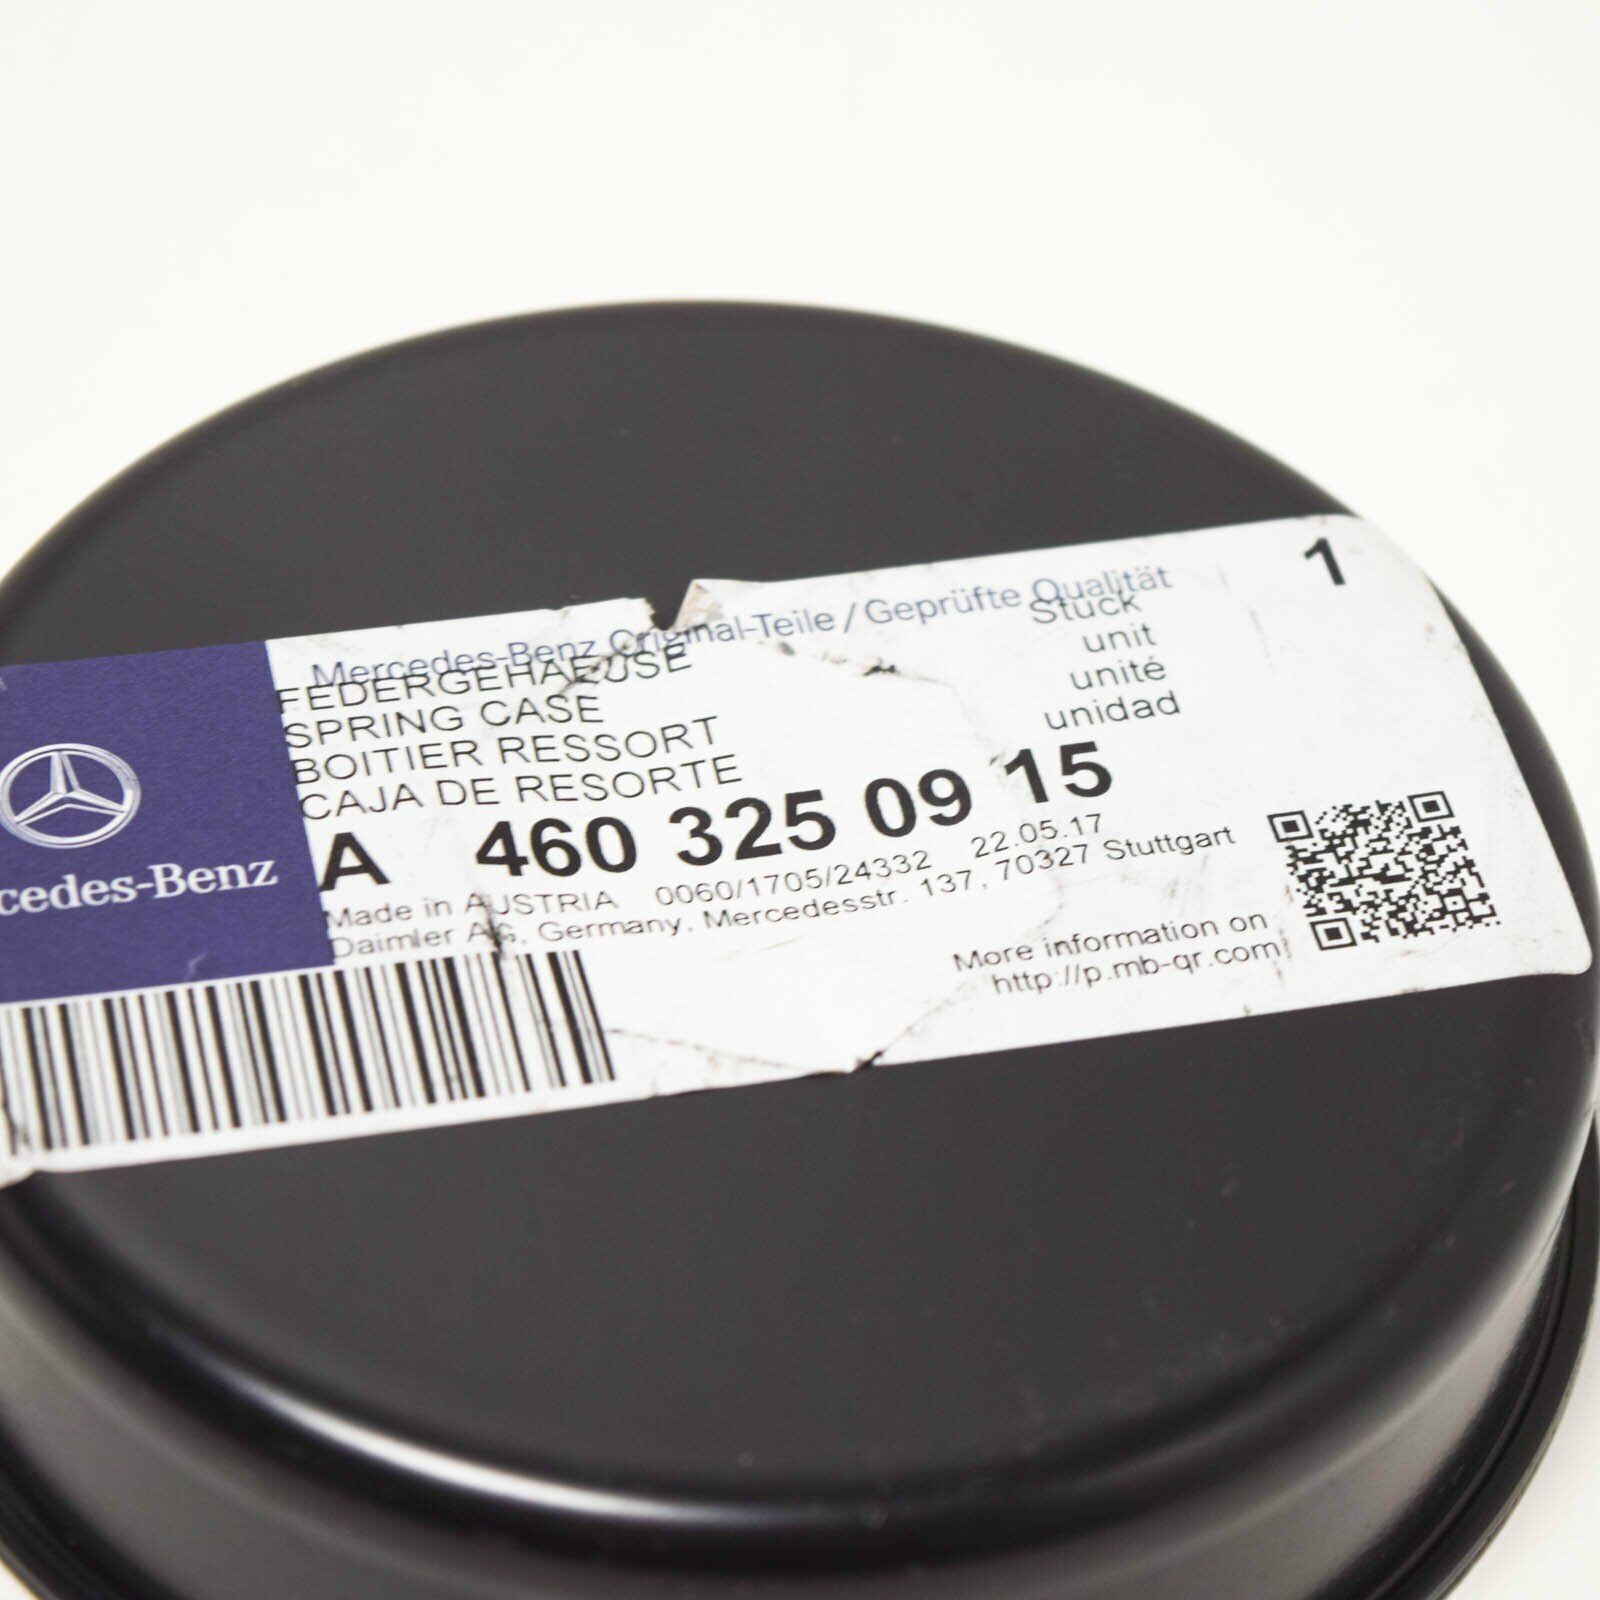 Mercedes-Benz Original-Teile / Geprüfte Qualität
1
FEDERGEHAEUSE
SPRING CASE
BOITIER RESSORT
CAJA DE RESORTE
Stuck
unit
unité
unidad
A 460 325 09 15
Made in AUSTRIA 0060/1705/24332 22.05.17
Daimler AG, Germany, Mercedesstr. 137, 70327 Stuttgart
More information on
http://p.mb-qr.com
cedes-Benz